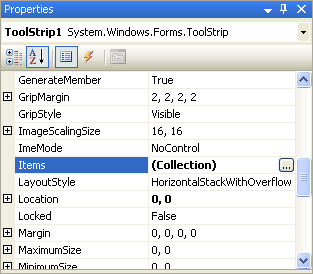 Properties
ToolStrip1 System.Windows.Forms.ToolStrip
GenerateMember True
GripMargin 2, 2, 2, 2
GripStyle Visible
ImageScalingSize 16, 16
ImeMode NoControl
Items (Collection) ...
LayoutStyle HorizontalStackWithOverflow
Location 0, 0
Locked False
Margin 0, 0, 0, 0
MaximumSize 0, 0
MinimumSize 0, 0